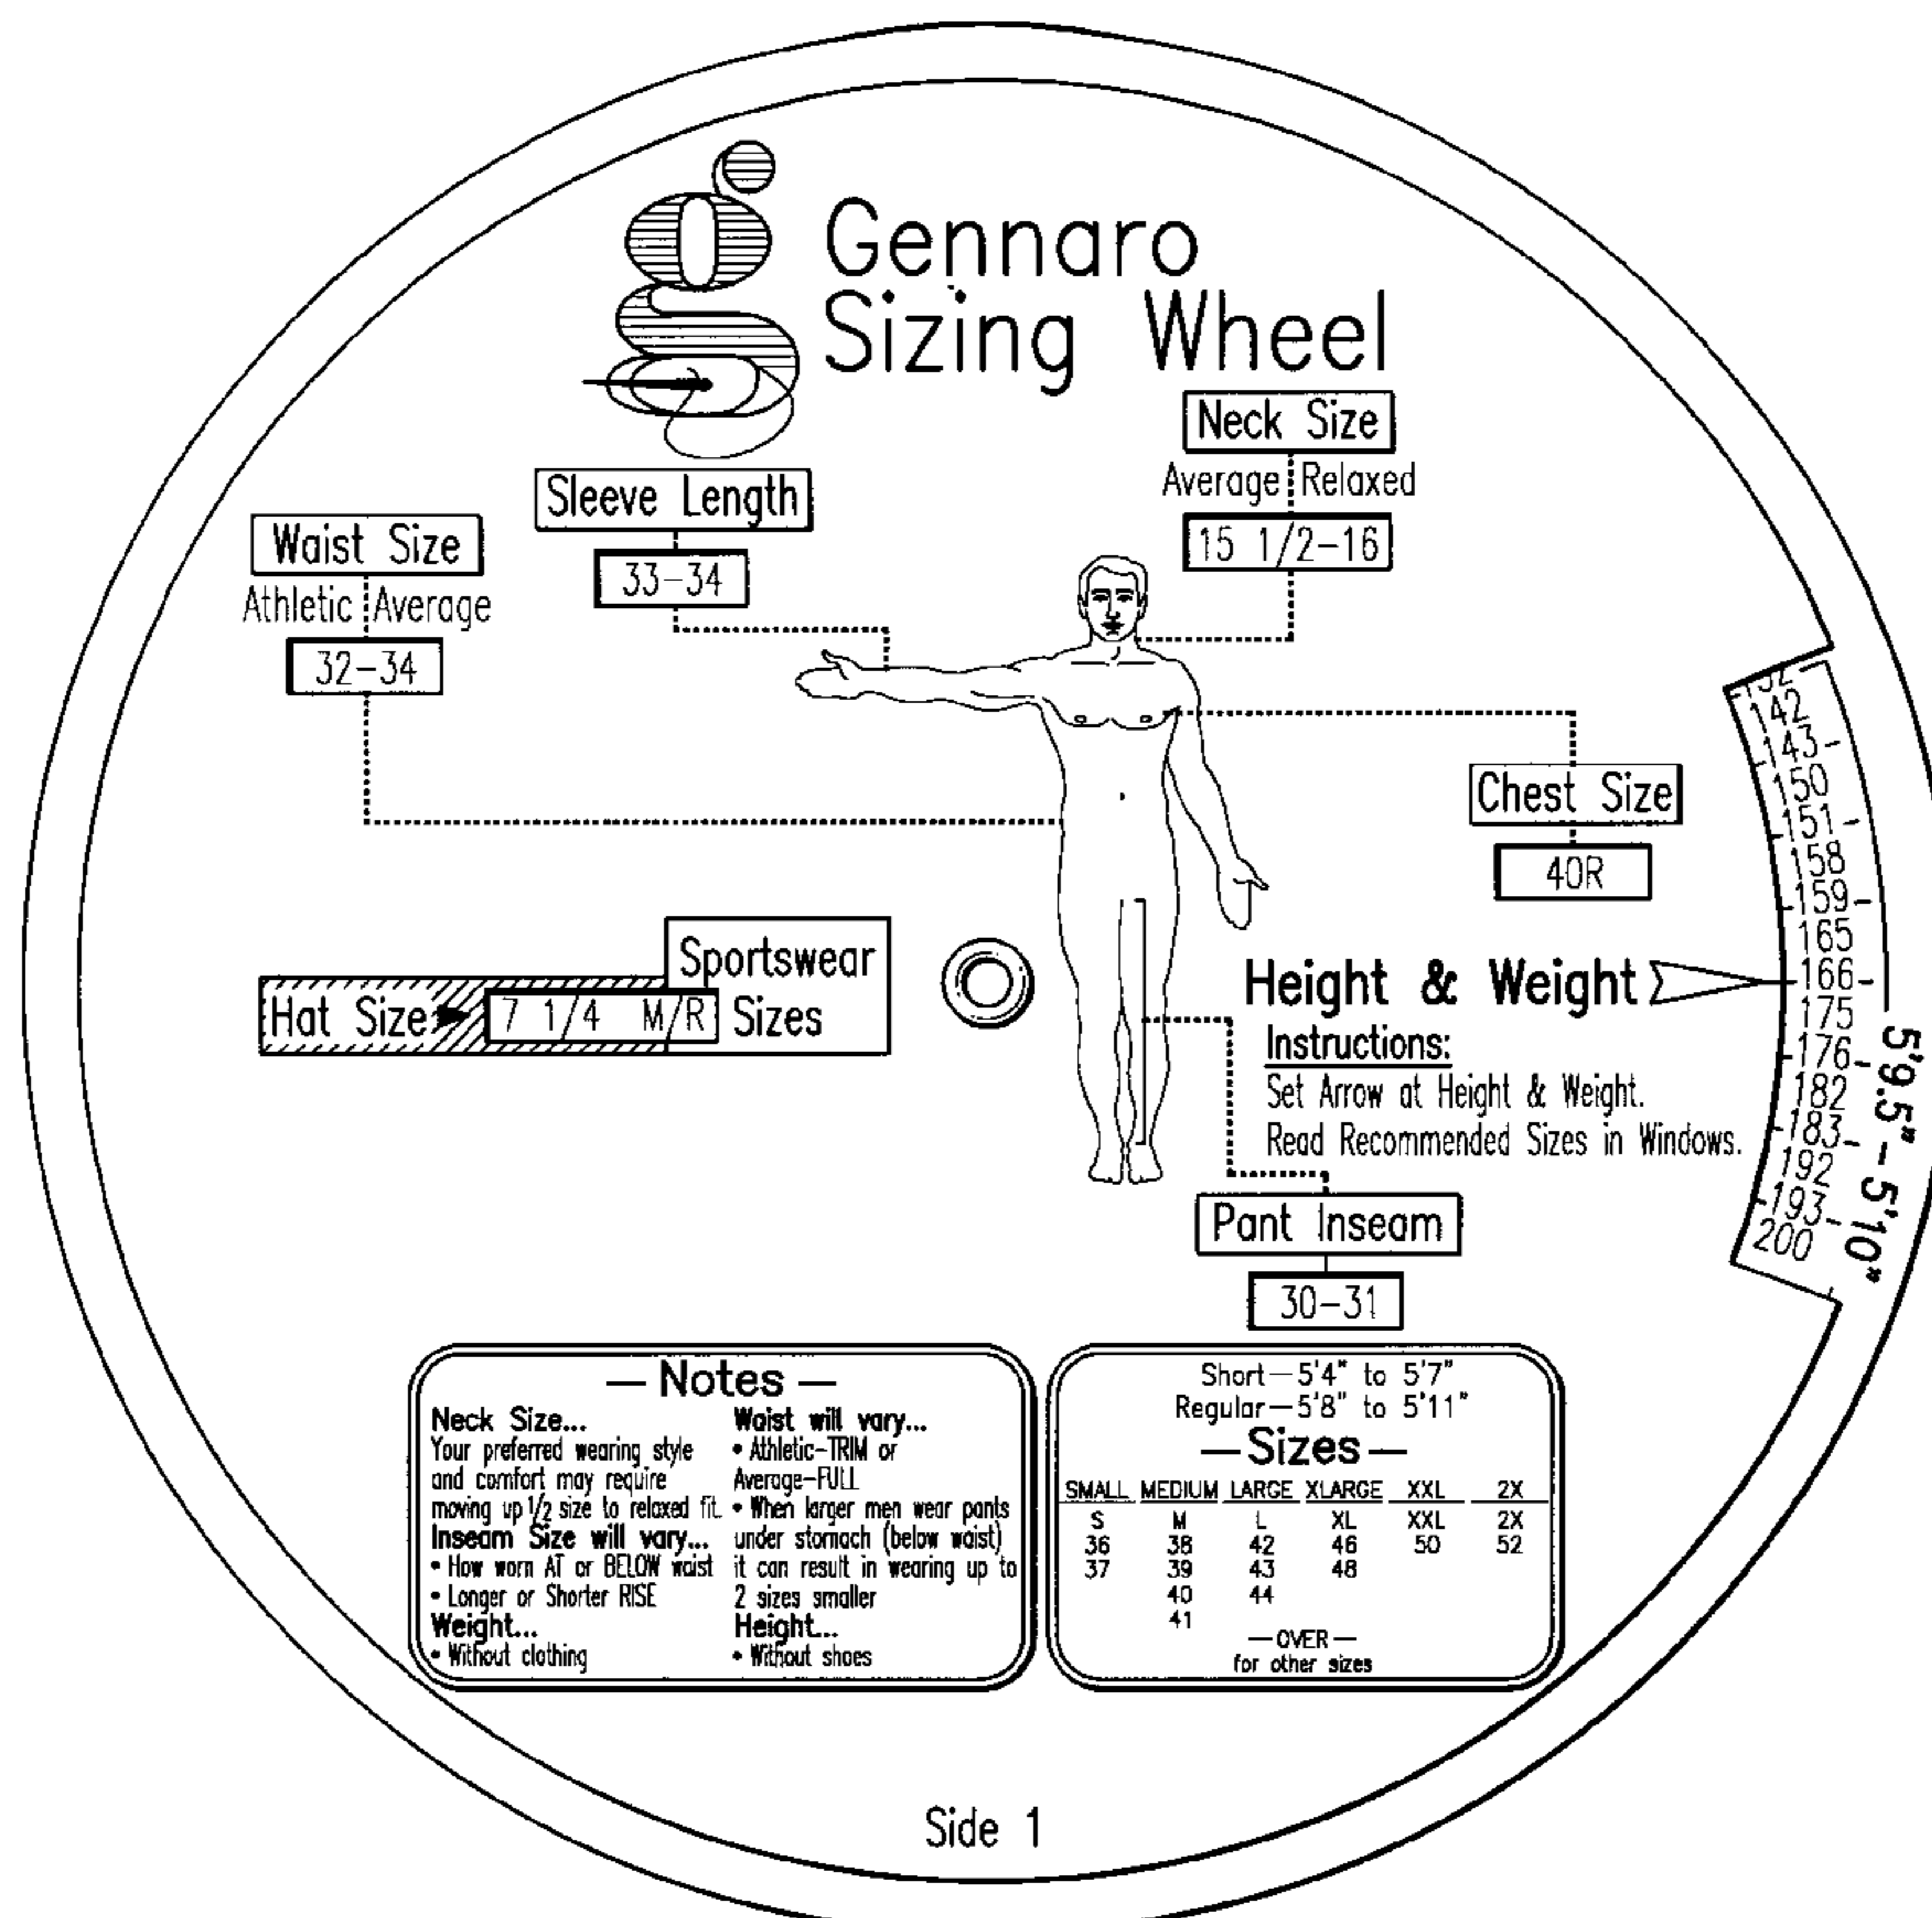 Gennaro
Sizing Wheel
Neck Size
Average Relaxed
15 1/2-16
Sleeve Length
33-34
Waist Size
Athletic Average
32-34
Chest Size
40R
Sportswear
Sizes
Hat Size
7 1/4 M/R
Height & Weight
Instructions:
Set Arrow at Height & Weight.
Read Recommended Sizes in Windows.
142
143-
150
151-
158
159-
165
166-
175
176-
182
183-
192
193-
200
5'9.5"-5'10"
Pant Inseam
30-31
— Notes —
Neck Size...
Your preferred wearing style
and comfort may require
moving up 1/2 size to relaxed fit.
Inseam Size will vary...
• How worn AT or BELOW waist
• Longer or Shorter RISE
Weight...
• Without clothing
Waist will vary...
• Athletic-TRIM or
Average-FULL
• When larger men wear pants
under stomach (below waist)
it can result in wearing up to
2 sizes smaller
Height...
• Without shoes
Short—5'4" to 5'7"
Regular—5'8" to 5'11"
—Sizes—
SMALL MEDIUM LARGE XLARGE XXL 2X
S M L XL XXL 2X
36 38 42 46 50 52
37 39 43 48
40 44
41
—OVER—
for other sizes
Side 1